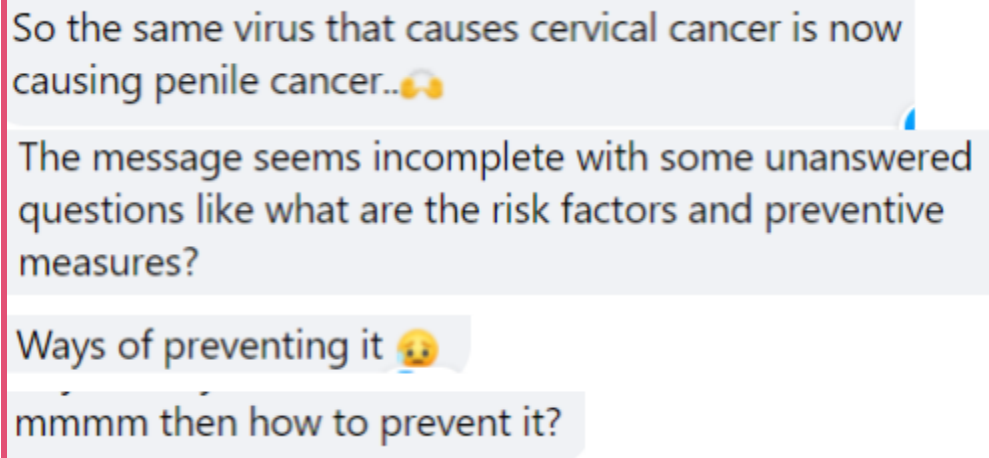 So the same virus that causes cervical cancer is now
causing penile cancer..🙌
The message seems incomplete with some unanswered
questions like what are the risk factors and preventive
measures?
Ways of preventing it 😥
mmmm then how to prevent it?